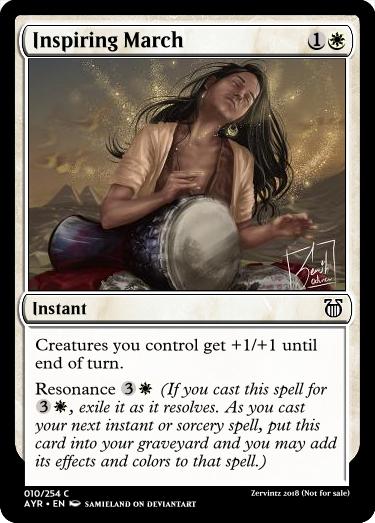 Inspiring March 1
Instant
Creatures you control get +1/+1 until
end of turn.
Resonance 3 (If you cast this spell for
3 , exile it as it resolves. As you cast
your next instant or sorcery spell, put this
card into your graveyard and you may add
its effects and colors to that spell.)
010/254 C
Zervintz 2018 (Not for sale)
AYR • EN SAMIELAND ON DEVIANTART